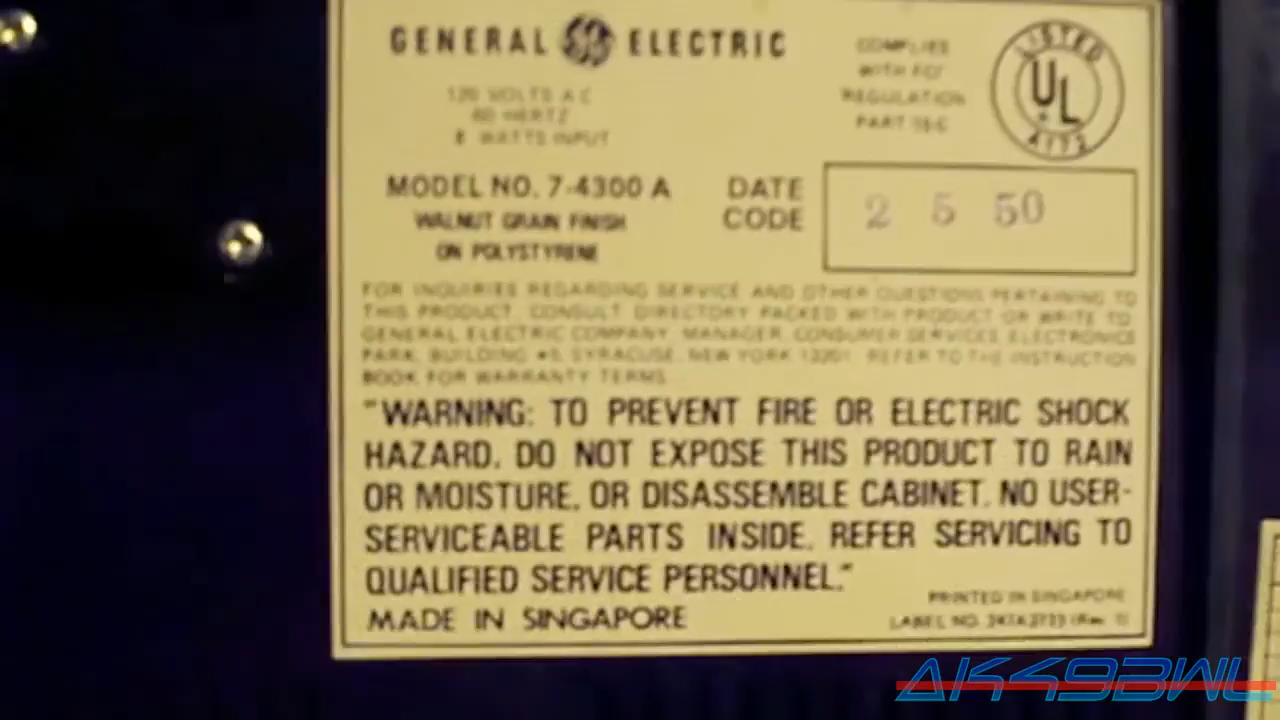 GENERAL GE ELECTRIC
120 VOLTS A C
60 HERTZ
8 WATTS INPUT
COMPLIES
WITH FCC
REGULATION
PART 15-C
LISTED
UL
MODEL NO. 7-4300 A
WALNUT GRAIN FINISH
ON POLYSTYRENE
DATE
CODE
2 5 50
FOR INQUIRIES REGARDING SERVICE AND OTHER QUESTIONS PERTAINING TO
THIS PRODUCT, CONSULT DIRECTORY PACKED WITH PRODUCT OR WRITE TO:
GENERAL ELECTRIC COMPANY, MANAGER, CONSUMER SERVICES, ELECTRONICS
PARK, BUILDING #5, SYRACUSE, NEW YORK 13201. REFER TO THE INSTRUCTION
BOOK FOR WARRANTY TERMS.
"WARNING: TO PREVENT FIRE OR ELECTRIC SHOCK
HAZARD, DO NOT EXPOSE THIS PRODUCT TO RAIN
OR MOISTURE, OR DISASSEMBLE CABINET. NO USER-
SERVICEABLE PARTS INSIDE. REFER SERVICING TO
QUALIFIED SERVICE PERSONNEL."
MADE IN SINGAPORE
PRINTED IN SINGAPORE
LABEL NO.
AK49BWL